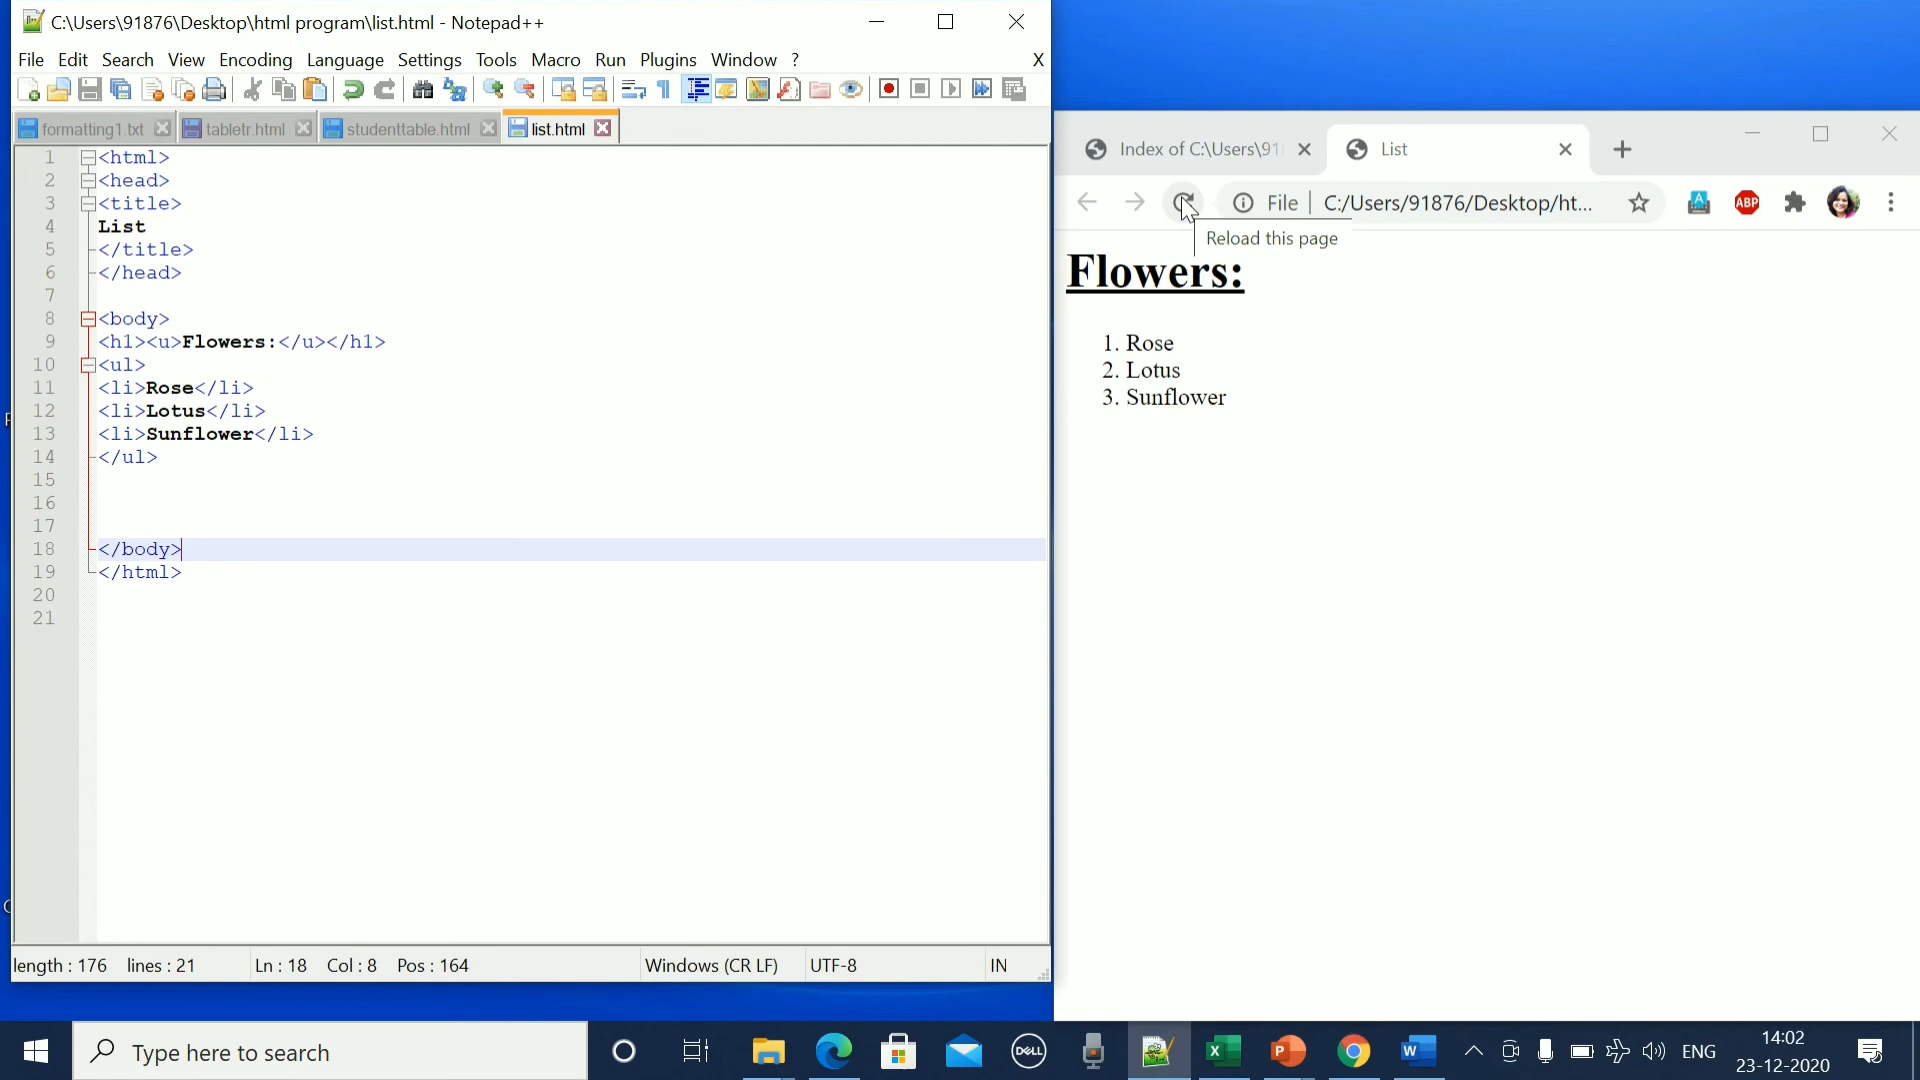 C:\Users\91876\Desktop\html program\list.html - Notepad++
File Edit Search View Encoding Language Settings Tools Macro Run Plugins Window ? X
formatting1.txt tabletr.html studenttable.html list.html
1 <html>
2 <head>
3 <title>
4 List
5 </title>
6 </head>
7
8 <body>
9 <h1><u>Flowers:</u></h1>
10 <ul>
11 <li>Rose</li>
12 <li>Lotus</li>
13 <li>Sunflower</li>
14 </ul>
15
16
17
18 </body>
19 </html>
20
21
length : 176 lines : 21 Ln : 18 Col : 8 Pos : 164 Windows (CR LF) UTF-8 IN
Index of C:\Users\91 List
File C:/Users/91876/Desktop/ht... ABP
Reload this page
Flowers:
1. Rose
2. Lotus
3. Sunflower
Type here to search
DELL
ENG
14:02
23-12-2020